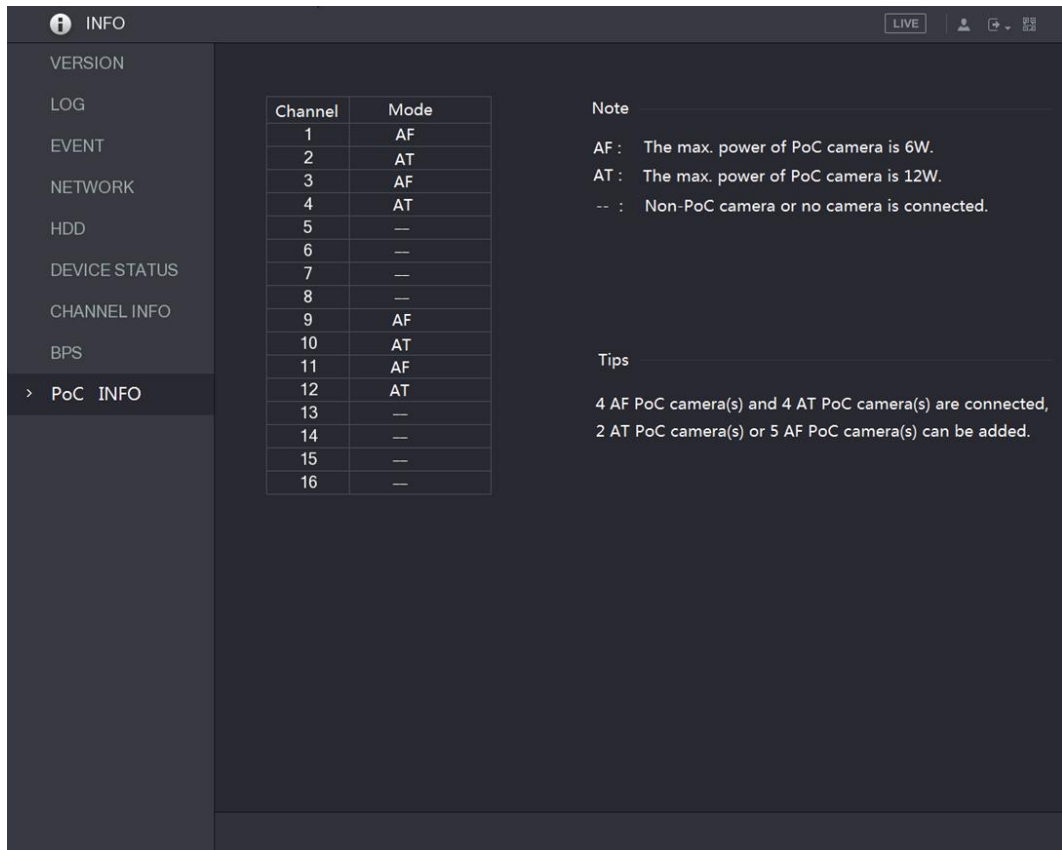 INFO
LIVE
VERSION
LOG
EVENT
NETWORK
HDD
DEVICE STATUS
CHANNEL INFO
BPS
> PoC INFO
Channel Mode
1 AF
2 AT
3 AF
4 AT
5 --
6 --
7 --
8 --
9 AF
10 AT
11 AF
12 AT
13 --
14 --
15 --
16 --
Note
AF : The max. power of PoC camera is 6W.
AT : The max. power of PoC camera is 12W.
-- : Non-PoC camera or no camera is connected.
Tips
4 AF PoC camera(s) and 4 AT PoC camera(s) are connected,
2 AT PoC camera(s) or 5 AF PoC camera(s) can be added.